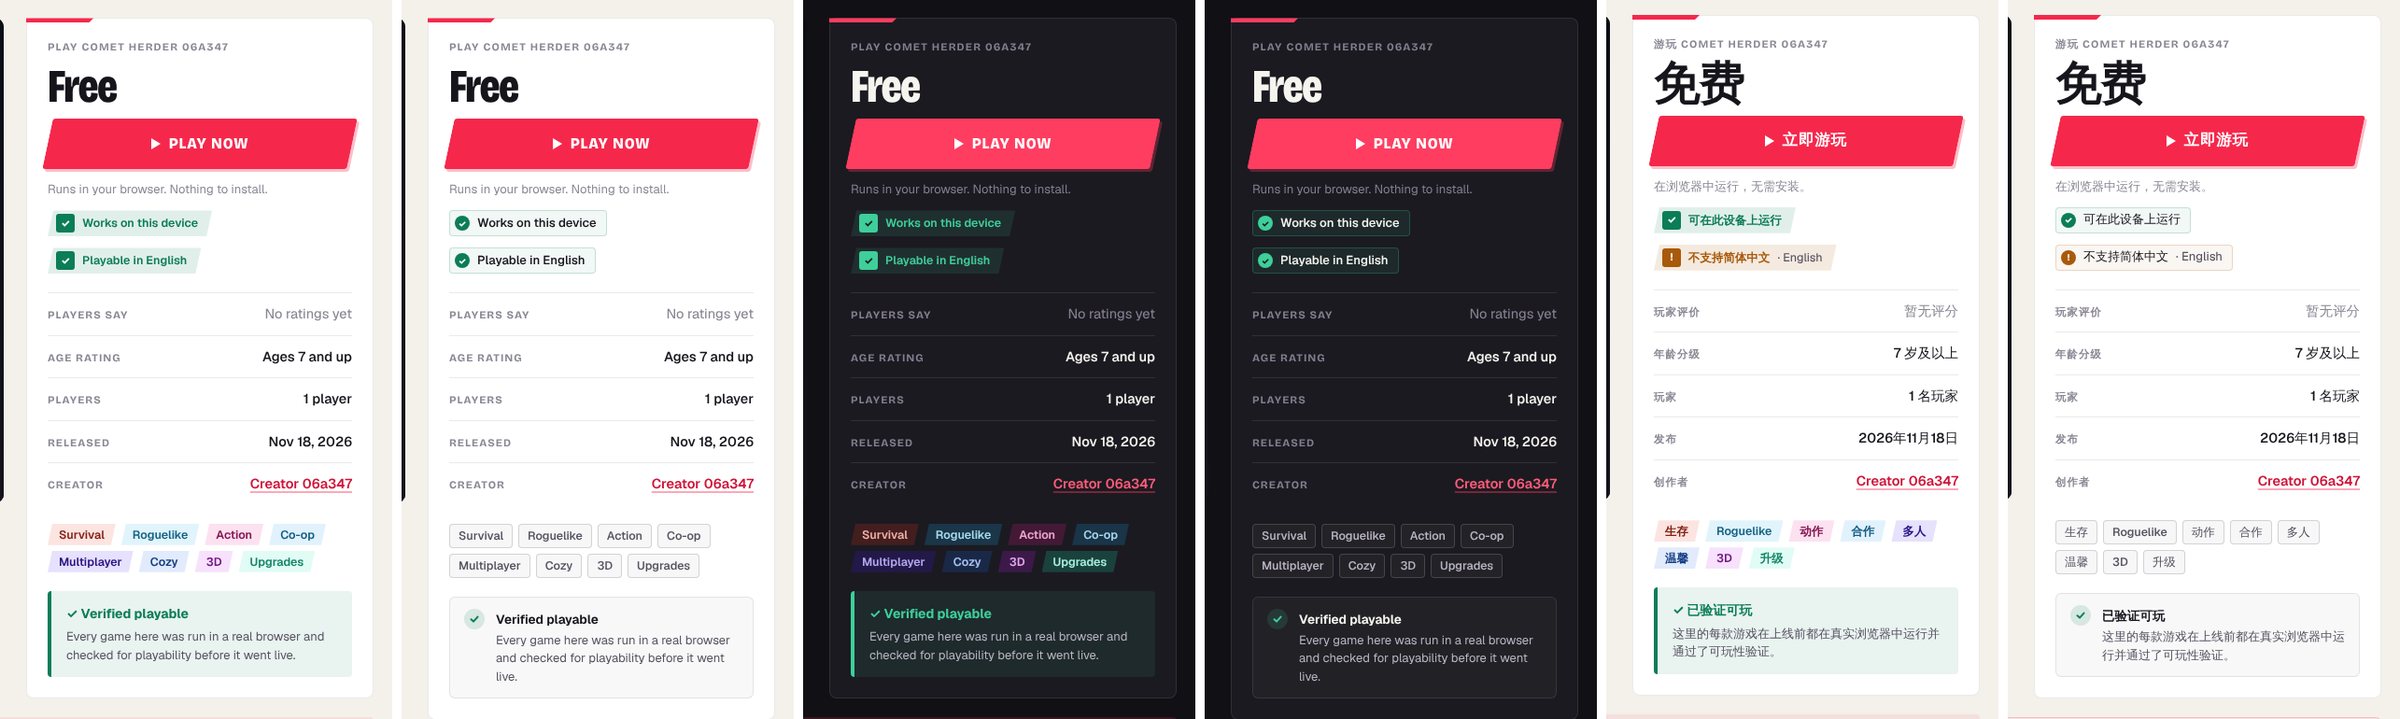 PLAY COMET HERDER 06A347
Free
PLAY NOW
Runs in your browser. Nothing to install.
Works on this device
Playable in English
PLAYERS SAY No ratings yet
AGE RATING Ages 7 and up
PLAYERS 1 player
RELEASED Nov 18, 2026
CREATOR Creator 06a347
Survival Roguelike Action Co-op
Multiplayer Cozy 3D Upgrades
✓ Verified playable
Every game here was run in a real browser and
checked for playability before it went live.
PLAY COMET HERDER 06A347
Free
PLAY NOW
Runs in your browser. Nothing to install.
Works on this device
Playable in English
PLAYERS SAY No ratings yet
AGE RATING Ages 7 and up
PLAYERS 1 player
RELEASED Nov 18, 2026
CREATOR Creator 06a347
Survival Roguelike Action Co-op
Multiplayer Cozy 3D Upgrades
Verified playable
Every game here was run in a real browser
and checked for playability before it went
live.
PLAY COMET HERDER 06A347
Free
PLAY NOW
Runs in your browser. Nothing to install.
Works on this device
Playable in English
PLAYERS SAY No ratings yet
AGE RATING Ages 7 and up
PLAYERS 1 player
RELEASED Nov 18, 2026
CREATOR Creator 06a347
Survival Roguelike Action Co-op
Multiplayer Cozy 3D Upgrades
✓ Verified playable
Every game here was run in a real browser and
checked for playability before it went live.
PLAY COMET HERDER 06A347
Free
PLAY NOW
Runs in your browser. Nothing to install.
Works on this device
Playable in English
PLAYERS SAY No ratings yet
AGE RATING Ages 7 and up
PLAYERS 1 player
RELEASED Nov 18, 2026
CREATOR Creator 06a347
Survival Roguelike Action Co-op
Multiplayer Cozy 3D Upgrades
Verified playable
Every game here was run in a real browser
and checked for playability before it went
live.
游玩 COMET HERDER 06A347
免费
立即游玩
在浏览器中运行，无需安装。
可在此设备上运行
不支持简体中文 · English
玩家评价 暂无评分
年龄分级 7 岁及以上
玩家 1 名玩家
发布 2026年11月18日
创作者 Creator 06a347
生存 Roguelike 动作 合作 多人
温馨 3D 升级
✓ 已验证可玩
这里的每款游戏在上线前都在真实浏览器中运行并
通过了可玩性验证。
游玩 COMET HERDER 06A347
免费
立即游玩
在浏览器中运行，无需安装。
可在此设备上运行
不支持简体中文 · English
玩家评价 暂无评分
年龄分级 7 岁及以上
玩家 1 名玩家
发布 2026年11月18日
创作者 Creator 06a347
生存 Roguelike 动作 合作 多人
温馨 3D 升级
已验证可玩
这里的每款游戏在上线前都在真实浏览器中运
行并通过了可玩性验证。